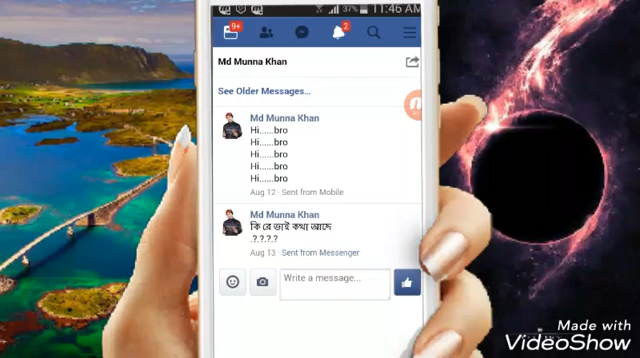 9+
2
37%
11:46 AM
Md Munna Khan
See Older Messages...
Md Munna Khan
Hi......bro
Hi......bro
Hi......bro
Hi......bro
Hi......bro
Aug 12 · Sent from Mobile
Md Munna Khan
কি রে ভাই কথা আছে
.?.?.?.?
Aug 13 · Sent from Messenger
Write a message...
Made with
VideoShow